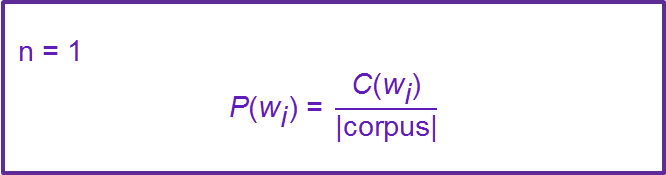 n = 1
P(wi) = C(wi)
|corpus|